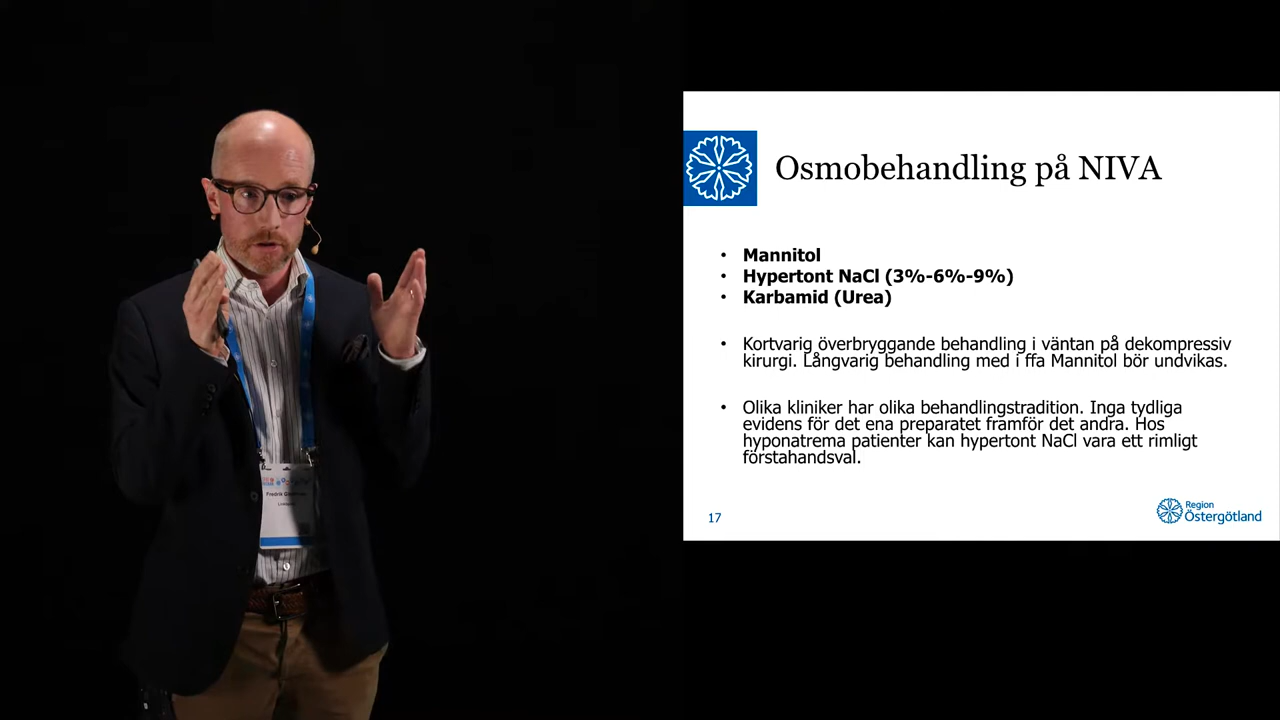 Osmobehandling på NIVA
• Mannitol
• Hypertont NaCl (3%-6%-9%)
• Karbamid (Urea)
• Kortvarig överbryggande behandling i väntan på dekompressiv
kirurgi. Långvarig behandling med i ffa Mannitol bör undvikas.
• Olika kliniker har olika behandlingstradition. Inga tydliga
evidens för det ena preparatet framför det andra. Hos
hyponatrema patienter kan hypertont NaCl vara ett rimligt
förstahandsval.
17
Region
Östergötland
Fredrik